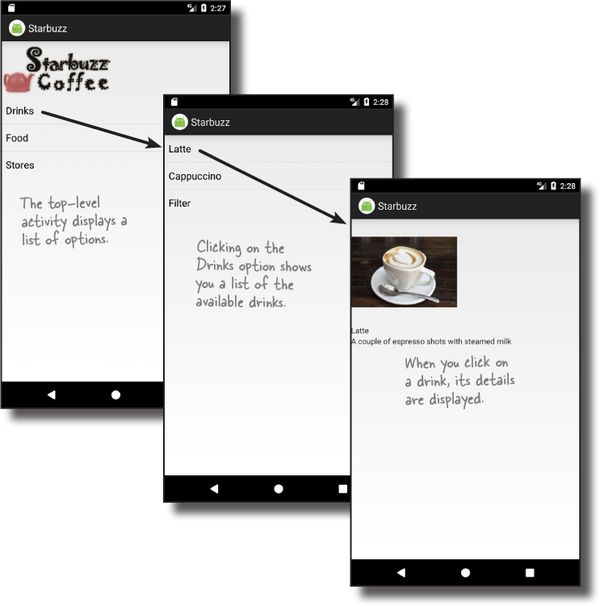 2:27
Starbuzz
Starbuzz
Coffee
Drinks
Food
Stores
The top-level
activity displays a
list of options.
2:28
Starbuzz
Latte
Cappuccino
Filter
Clicking on the
Drinks option shows
you a list of the
available drinks.
2:28
Starbuzz
Latte
A couple of espresso shots with steamed milk
When you click on
a drink, its details
are displayed.